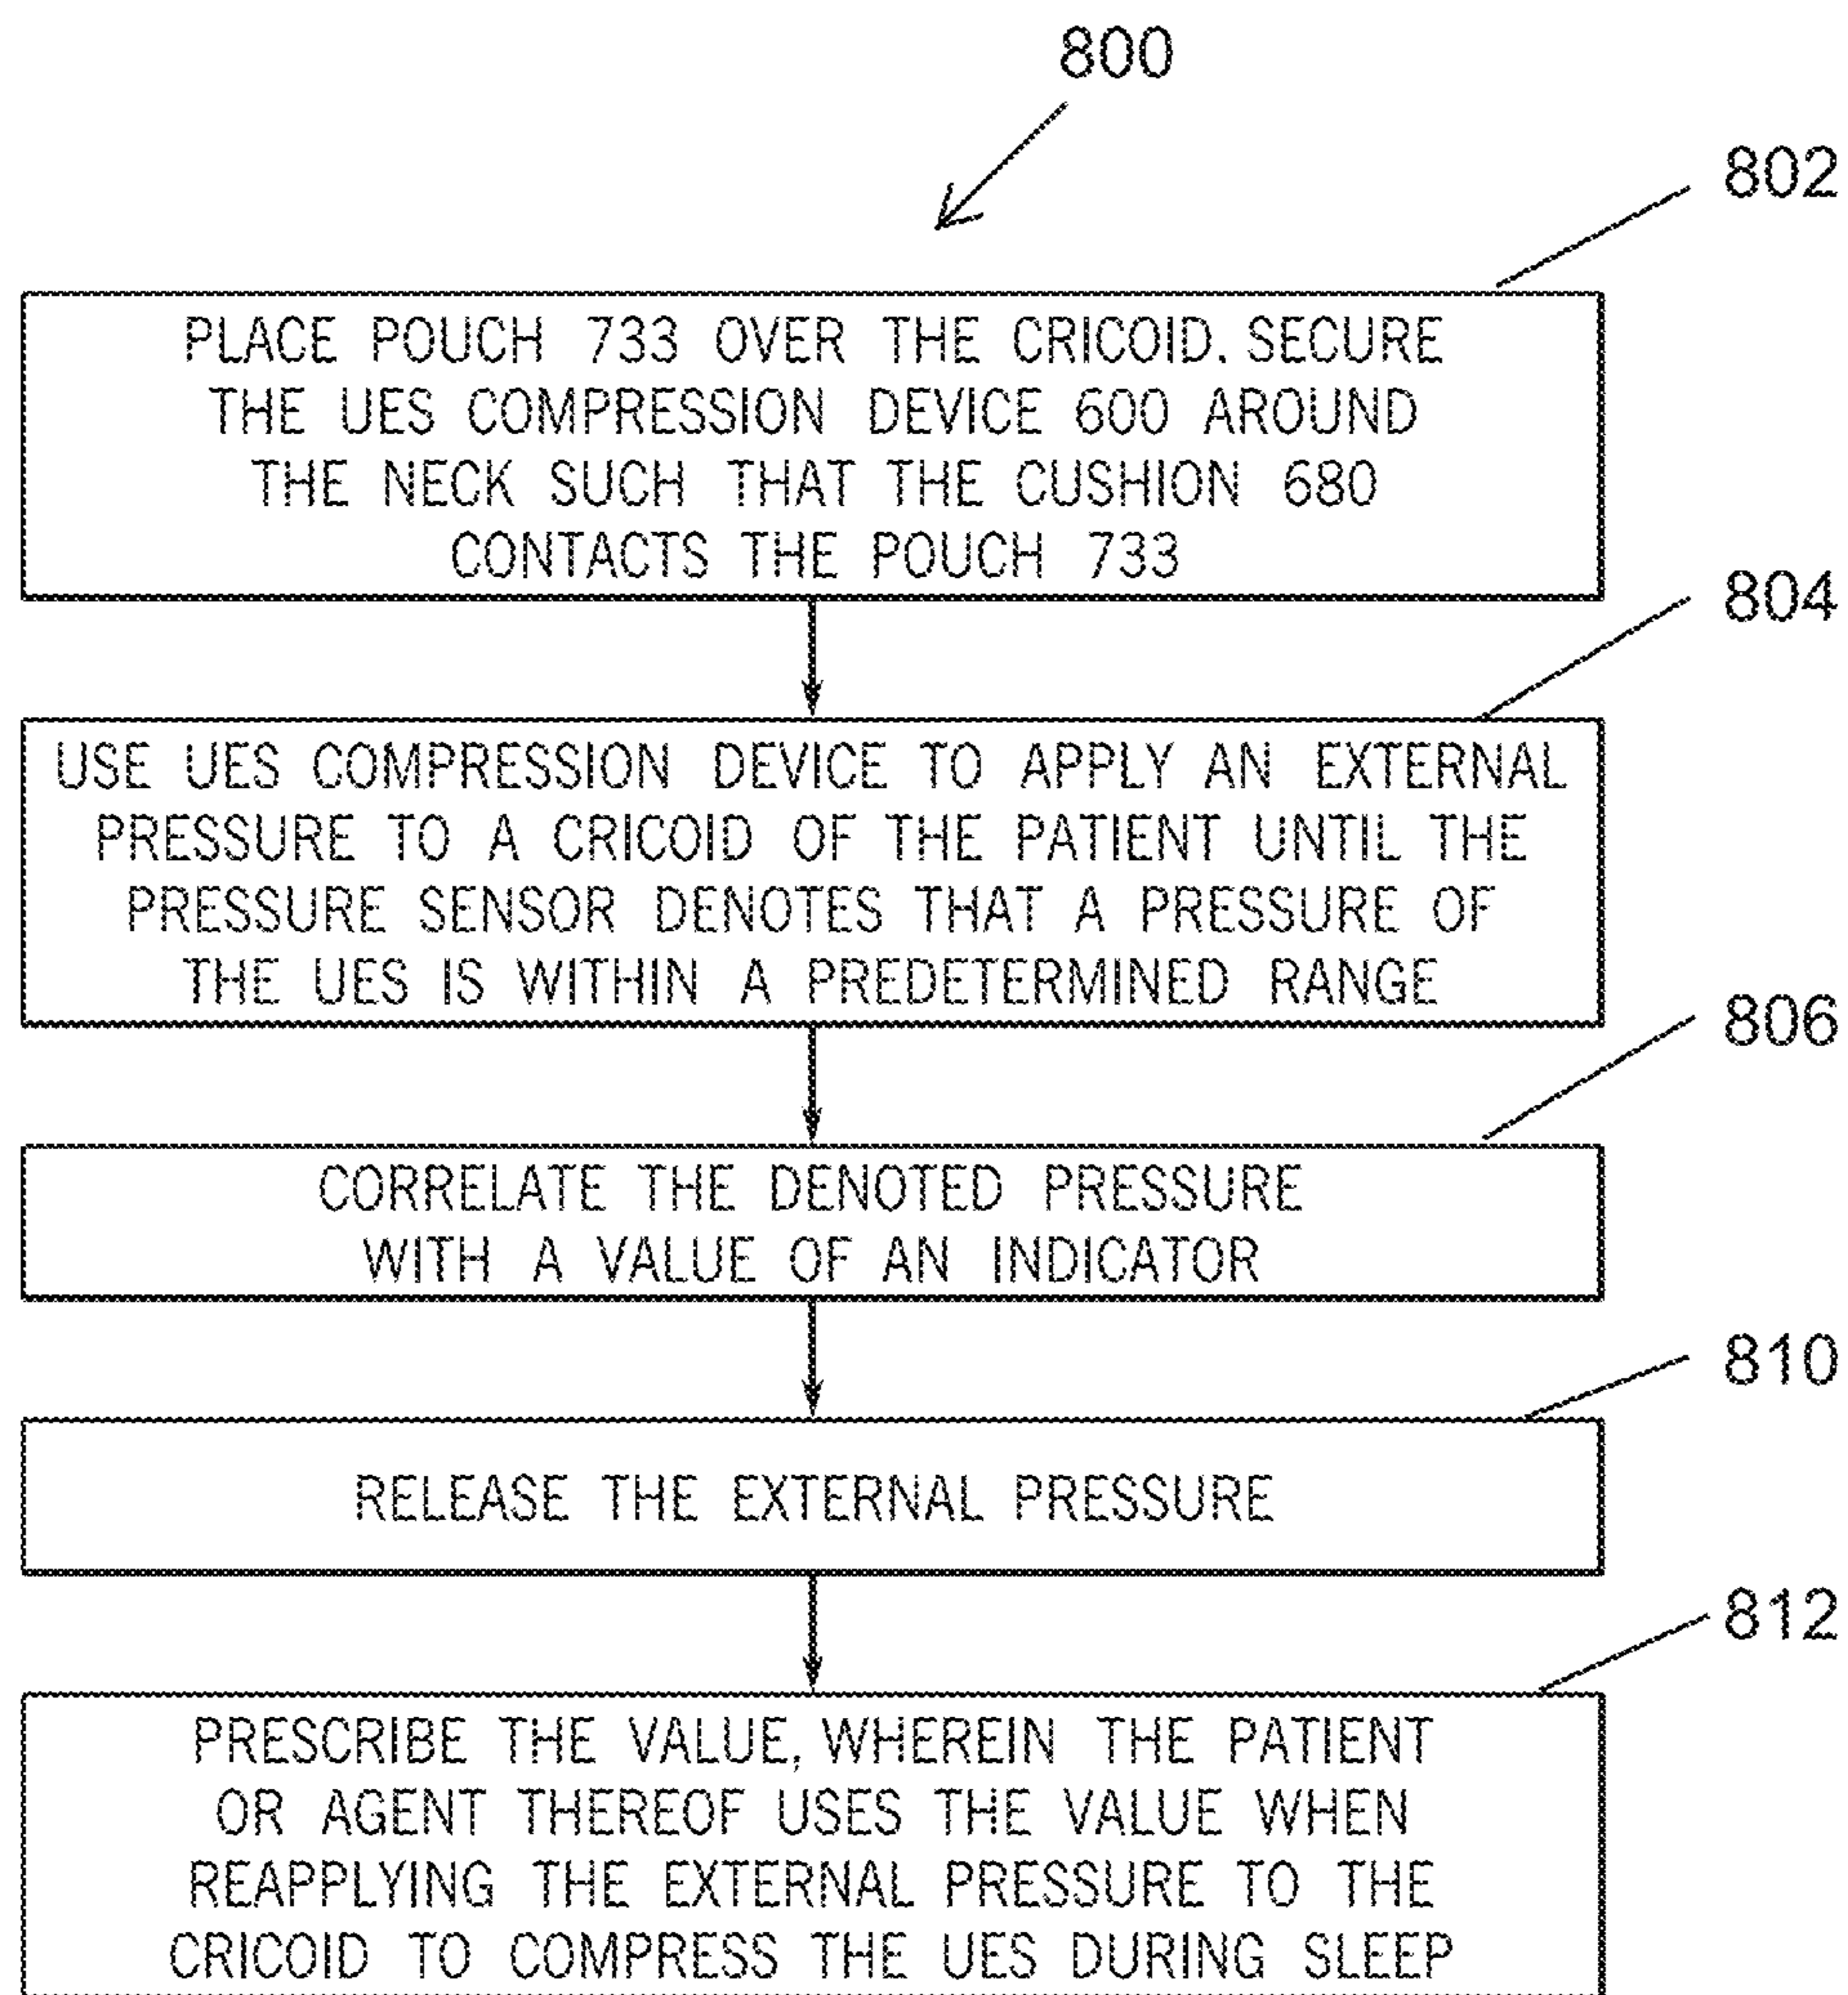 800
802
PLACE POUCH 733 OVER THE CRICOID. SECURE
THE UES COMPRESSION DEVICE 600 AROUND
THE NECK SUCH THAT THE CUSHION 680
CONTACTS THE POUCH 733
804
USE UES COMPRESSION DEVICE TO APPLY AN EXTERNAL
PRESSURE TO A CRICOID OF THE PATIENT UNTIL THE
PRESSURE SENSOR DENOTES THAT A PRESSURE OF
THE UES IS WITHIN A PREDETERMINED RANGE
806
CORRELATE THE DENOTED PRESSURE
WITH A VALUE OF AN INDICATOR
810
RELEASE THE EXTERNAL PRESSURE
812
PRESCRIBE THE VALUE, WHEREIN THE PATIENT
OR AGENT THEREOF USES THE VALUE WHEN
REAPPLYING THE EXTERNAL PRESSURE TO THE
CRICOID TO COMPRESS THE UES DURING SLEEP